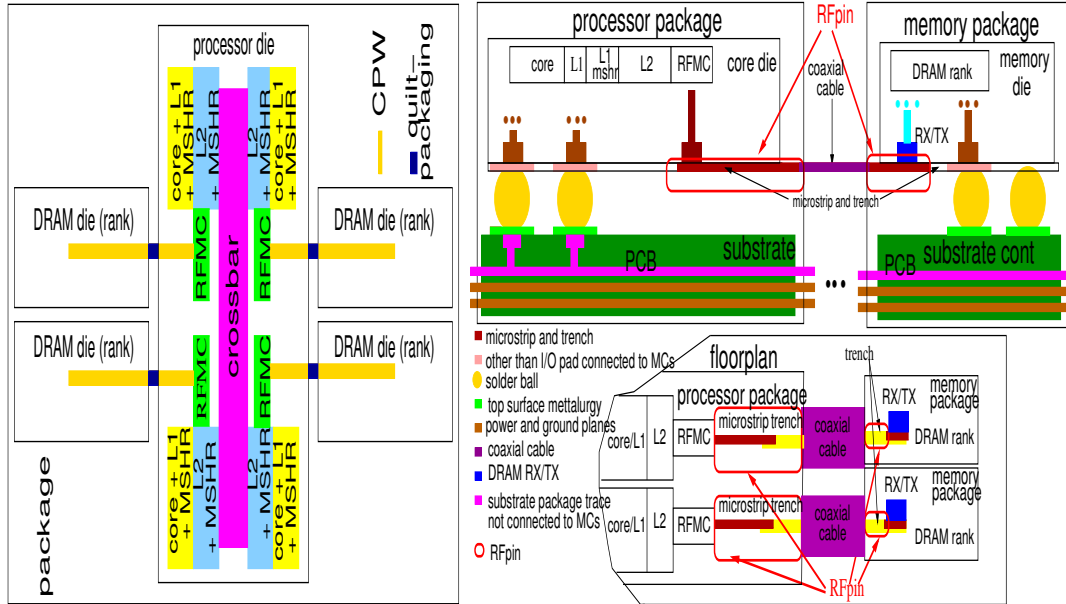 processor die
core + L1
+ MSHR
L2
+ MSHR
L2
+ MSHR
core + L1
+ MSHR
CPW
quilt-
packaging
DRAM die (rank)
RFMC
RFMC
DRAM die (rank)
crossbar
DRAM die (rank)
RFMC
RFMC
DRAM die (rank)
core + L1
+ MSHR
L2
+ MSHR
L2
+ MSHR
core + L1
+ MSHR
package
processor package
RFpin
memory package
core
L1
L1
mshr
L2
RFMC
core die
coaxial
cable
DRAM rank
memory
die
RX/TX
microstrip and trench
substrate
PCB
substrate cont
PCB
microstrip and trench
other than I/O pad connected to MCs
solder ball
top surface mettalurgy
power and ground planes
coaxial cable
DRAM RX/TX
substrate package trace
not connected to MCs
RFpin
floorplan
processor package
trench
memory
package
RX/TX
core/L1
L2
RFMC
microstrip trench
coaxial
cable
DRAM rank
memory
package
RX/TX
core/L1
L2
RFMC
microstrip trench
coaxial
cable
DRAM rank
RFpin